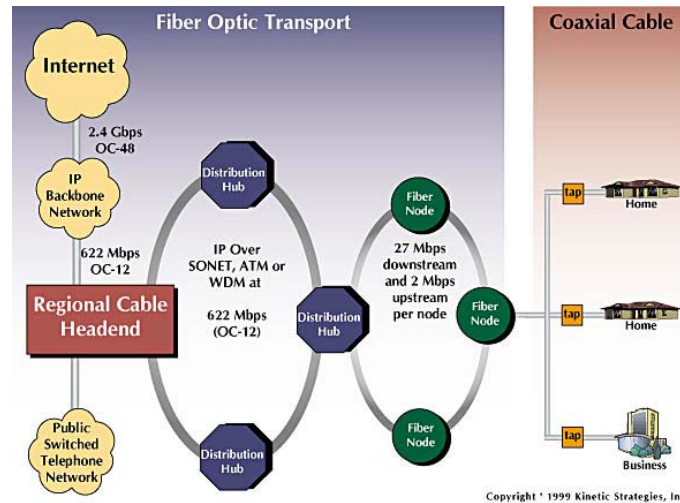 Fiber Optic Transport
Coaxial Cable
Internet
2.4 Gbps
OC-48
IP
Backbone
Network
622 Mbps
OC-12
Regional Cable
Headend
Public
Switched
Telephone
Network
Distribution
Hub
IP Over
SONET, ATM or
WDM at
622 Mbps
(OC-12)
Distribution
Hub
Distribution
Hub
Fiber
Node
27 Mbps
downstream
and 2 Mbps
upstream
per node
Fiber
Node
Fiber
Node
tap
Home
tap
Home
tap
Business
Copyright * 1999 Kinetic Strategies, In